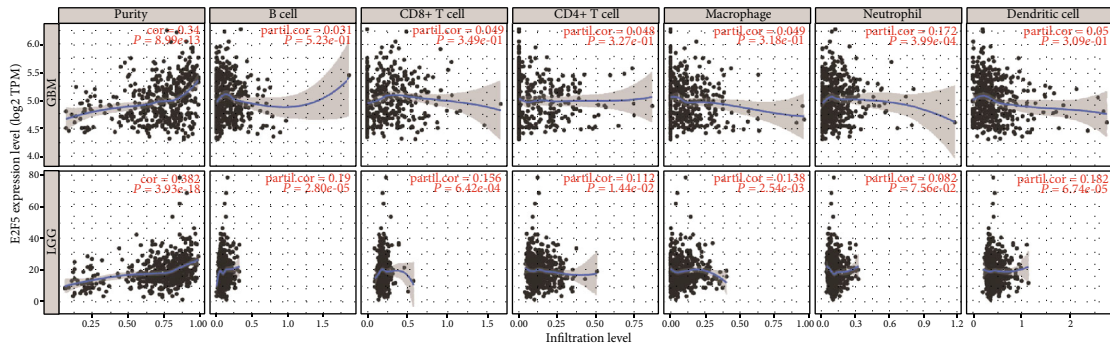 Purity B cell CD8+ T cell CD4+ T cell Macrophage Neutrophil Dendritic cell
cor = 0.34 partil.cor = 0.031 partil.cor = 0.049 partil.cor = 0.048 partil.cor = 0.049 partil.cor = 0.172 partil.cor = 0.05
P = 8.99e-13 P = 5.23e-01 P = 3.49e-01 P = 3.27e-01 P = 3.18e-01 P = 3.99e-04 P = 3.09e-01
6.0
5.5
5.0
4.5
4.0
GBM
cor = 0.382 partil.cor = 0.19 partil.cor = 0.156 partil.cor = 0.112 partil.cor = 0.138 partil.cor = 0.082 partil.cor = 0.182
P = 3.93e-18 P = 2.80e-05 P = 6.42e-04 P = 1.44e-02 P = 2.54e-03 P = 7.56e-02 P = 6.74e-05
80
60
40
20
0
LGG
E2F5 expression level (log2 TPM)
0.25 0.50 0.75 1.00 0.0 0.5 1.0 1.5 0.0 0.5 1.0 1.5 0.00 0.25 0.50 0.75 0.00 0.25 0.50 0.75 1.00 0.0 0.3 0.6 0.9 1.2 0 1 2
Infiltration level